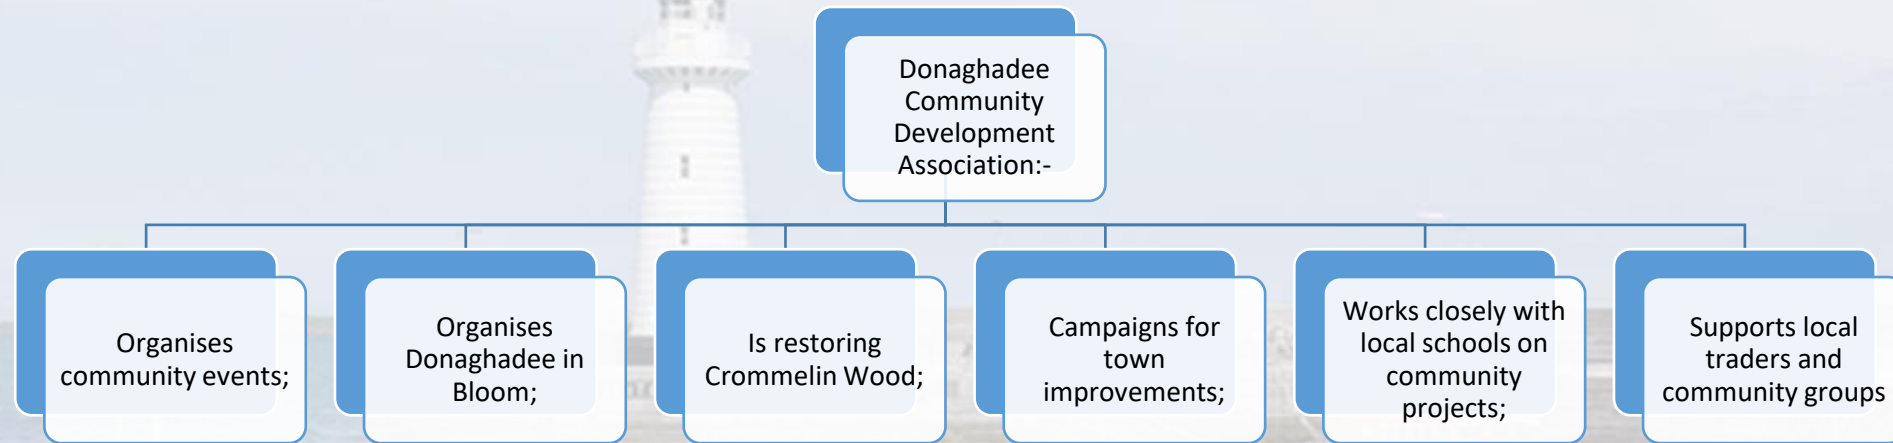 Donaghadee
Community
Development
Association:-
Organises
community events;
Organises
Donaghadee in
Bloom;
Is restoring
Crommelin Wood;
Campaigns for
town
improvements;
Works closely with
local schools on
community
projects;
Supports local
traders and
community groups